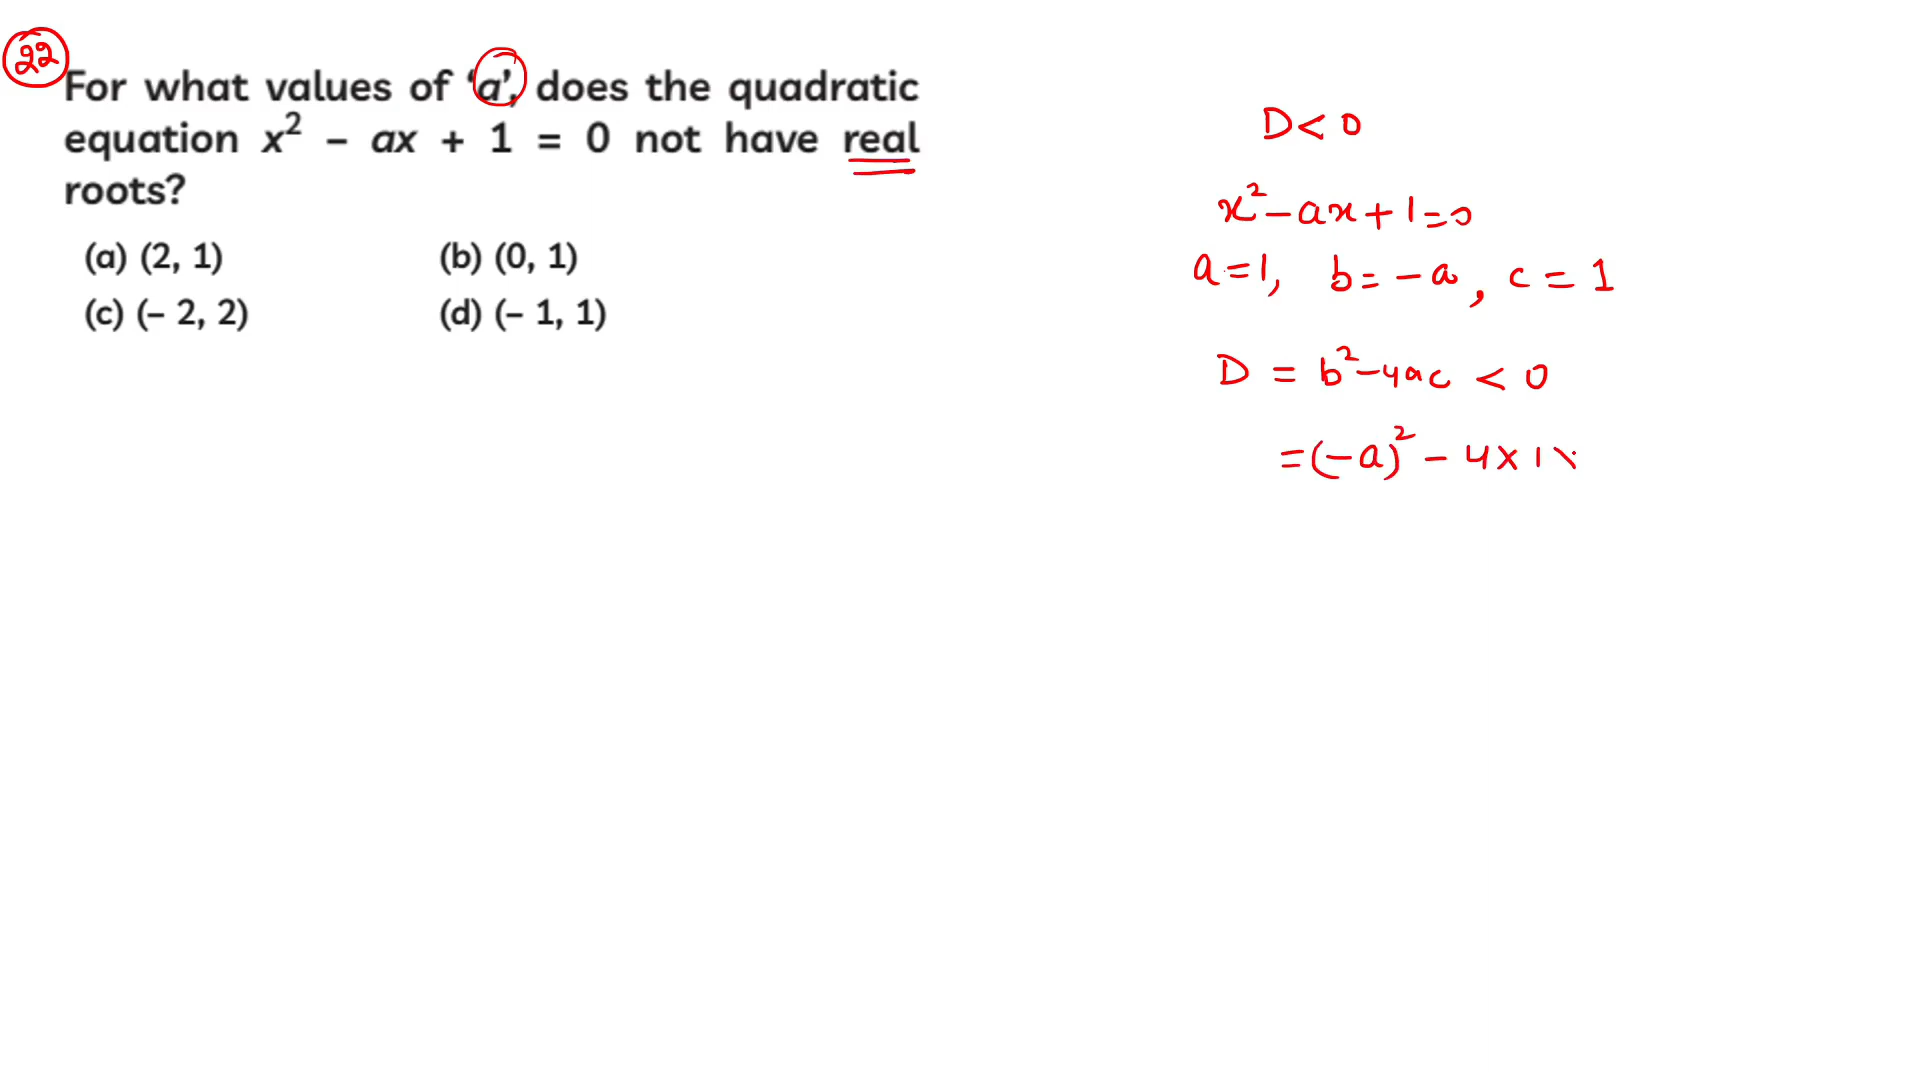 22
For what values of ‘a’, does the quadratic
equation x² – ax + 1 = 0 not have real
roots?
(a) (2, 1) (b) (0, 1)
(c) (– 2, 2) (d) (– 1, 1)
D < 0
x² – ax + 1 = 0
a = 1, b = – a, c = 1
D = b² – 4ac < 0
= (– a)² – 4 × 1 ×